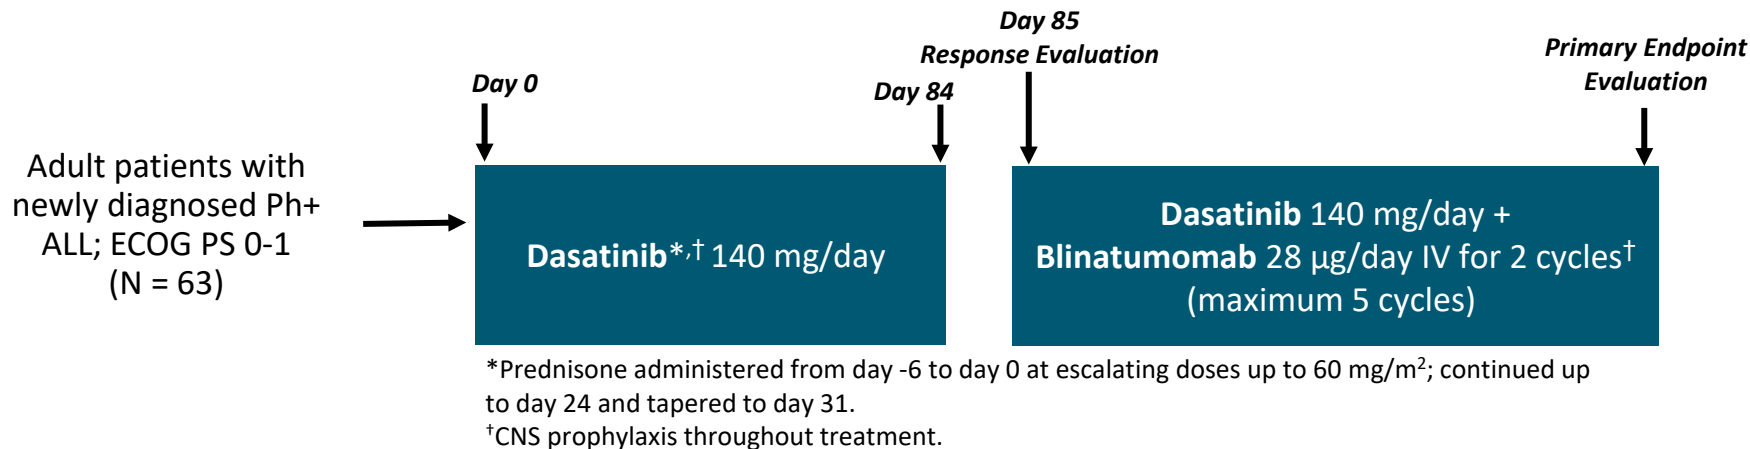 Day 0
Day 84
Day 85
Response Evaluation
Primary Endpoint
Evaluation
Adult patients with
newly diagnosed Ph+
ALL; ECOG PS 0-1
(N = 63)
Dasatinib*,† 140 mg/day
Dasatinib 140 mg/day +
Blinatumomab 28 µg/day IV for 2 cycles†
(maximum 5 cycles)
*Prednisone administered from day -6 to day 0 at escalating doses up to 60 mg/m²; continued up
to day 24 and tapered to day 31.
†CNS prophylaxis throughout treatment.